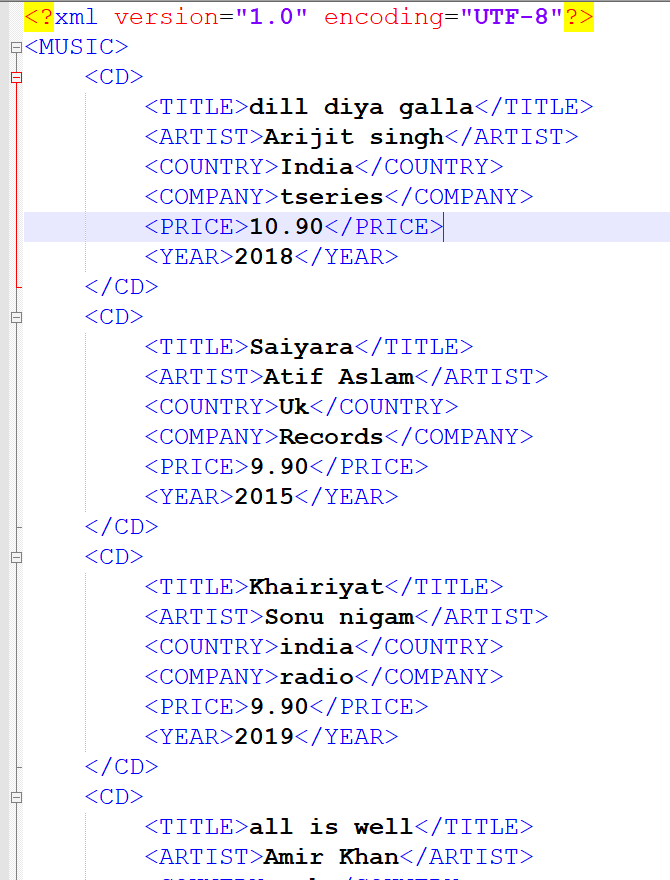 <?xml version="1.0" encoding="UTF-8"?>
<MUSIC>
<CD>
<TITLE>dill diya galla</TITLE>
<ARTIST>Arijit singh</ARTIST>
<COUNTRY>India</COUNTRY>
<COMPANY>tseries</COMPANY>
<PRICE>10.90</PRICE>
<YEAR>2018</YEAR>
</CD>
<CD>
<TITLE>Saiyara</TITLE>
<ARTIST>Atif Aslam</ARTIST>
<COUNTRY>Uk</COUNTRY>
<COMPANY>Records</COMPANY>
<PRICE>9.90</PRICE>
<YEAR>2015</YEAR>
</CD>
<CD>
<TITLE>Khairiyat</TITLE>
<ARTIST>Sonu nigam</ARTIST>
<COUNTRY>india</COUNTRY>
<COMPANY>radio</COMPANY>
<PRICE>9.90</PRICE>
<YEAR>2019</YEAR>
</CD>
<CD>
<TITLE>all is well</TITLE>
<ARTIST>Amir Khan</ARTIST>